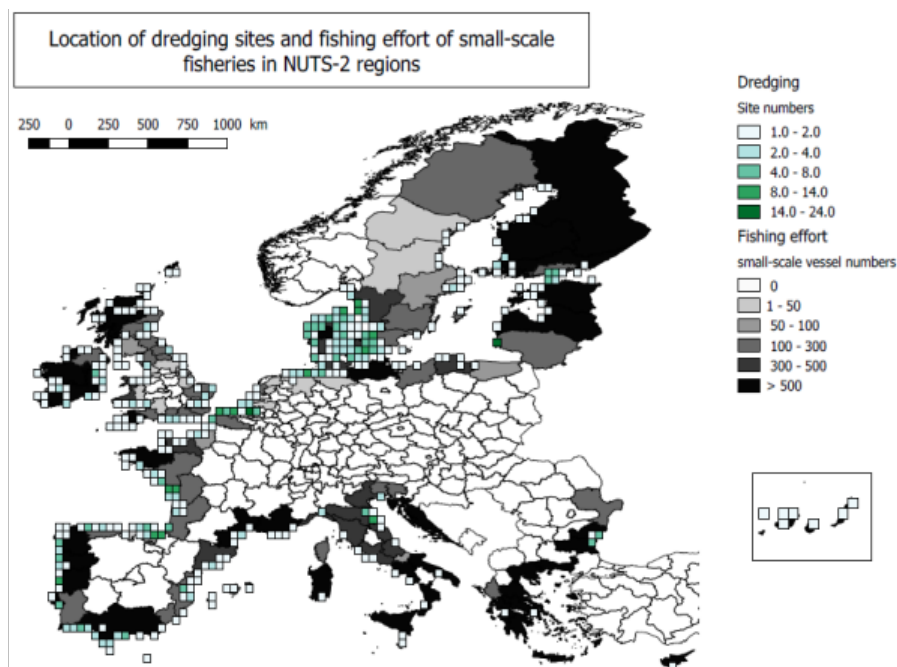 Location of dredging sites and fishing effort of small-scale
fisheries in NUTS-2 regions
250 0 250 500 750 1000 km
Dredging
Site numbers
1.0 - 2.0
2.0 - 4.0
4.0 - 8.0
8.0 - 14.0
14.0 - 24.0
Fishing effort
small-scale vessel numbers
0
1 - 50
50 - 100
100 - 300
300 - 500
> 500